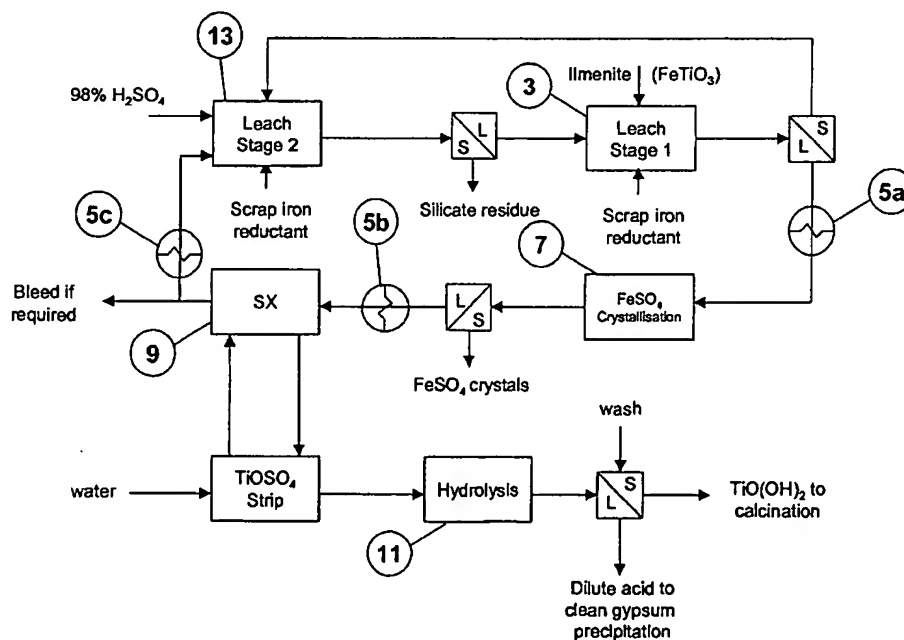 13
Ilmenite (FeTiO₃)
98% H₂SO₄
3
Leach
Stage 2
L
S
Leach
Stage 1
S
L
5c
Scrap iron
reductant
Silicate residue
Scrap iron
reductant
5a
5b
7
Bleed if
required
SX
L
S
FeSO₄
Crystallisation
9
FeSO₄ crystals
wash
water
TiOSO₄
Strip
Hydrolysis
S
L
TiO(OH)₂ to
calcination
11
Dilute acid to
clean gypsum
precipitation